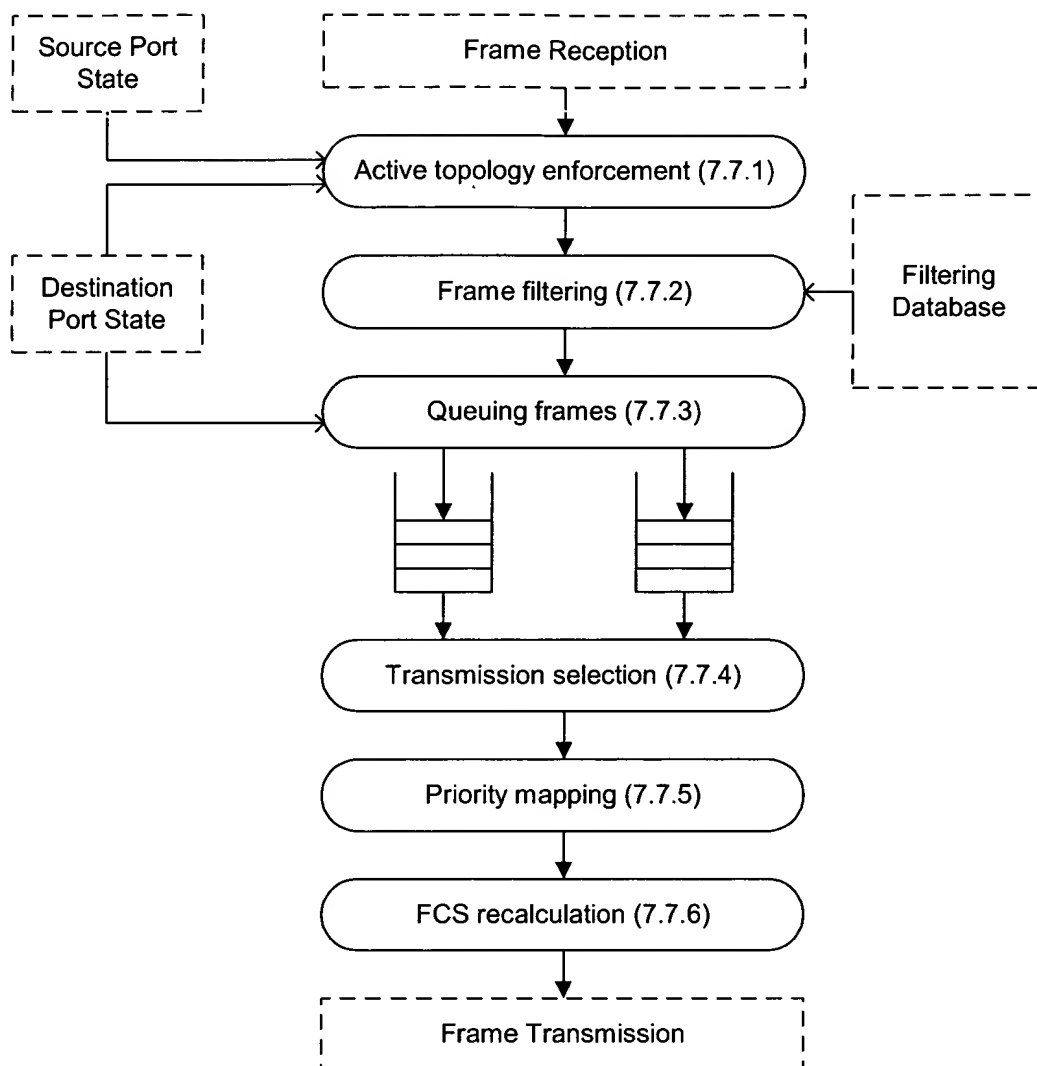 Source Port
State
Frame Reception
Active topology enforcement (7.7.1)
Frame filtering (7.7.2)
Filtering
Database
Destination
Port State
Queuing frames (7.7.3)
Transmission selection (7.7.4)
Priority mapping (7.7.5)
FCS recalculation (7.7.6)
Frame Transmission